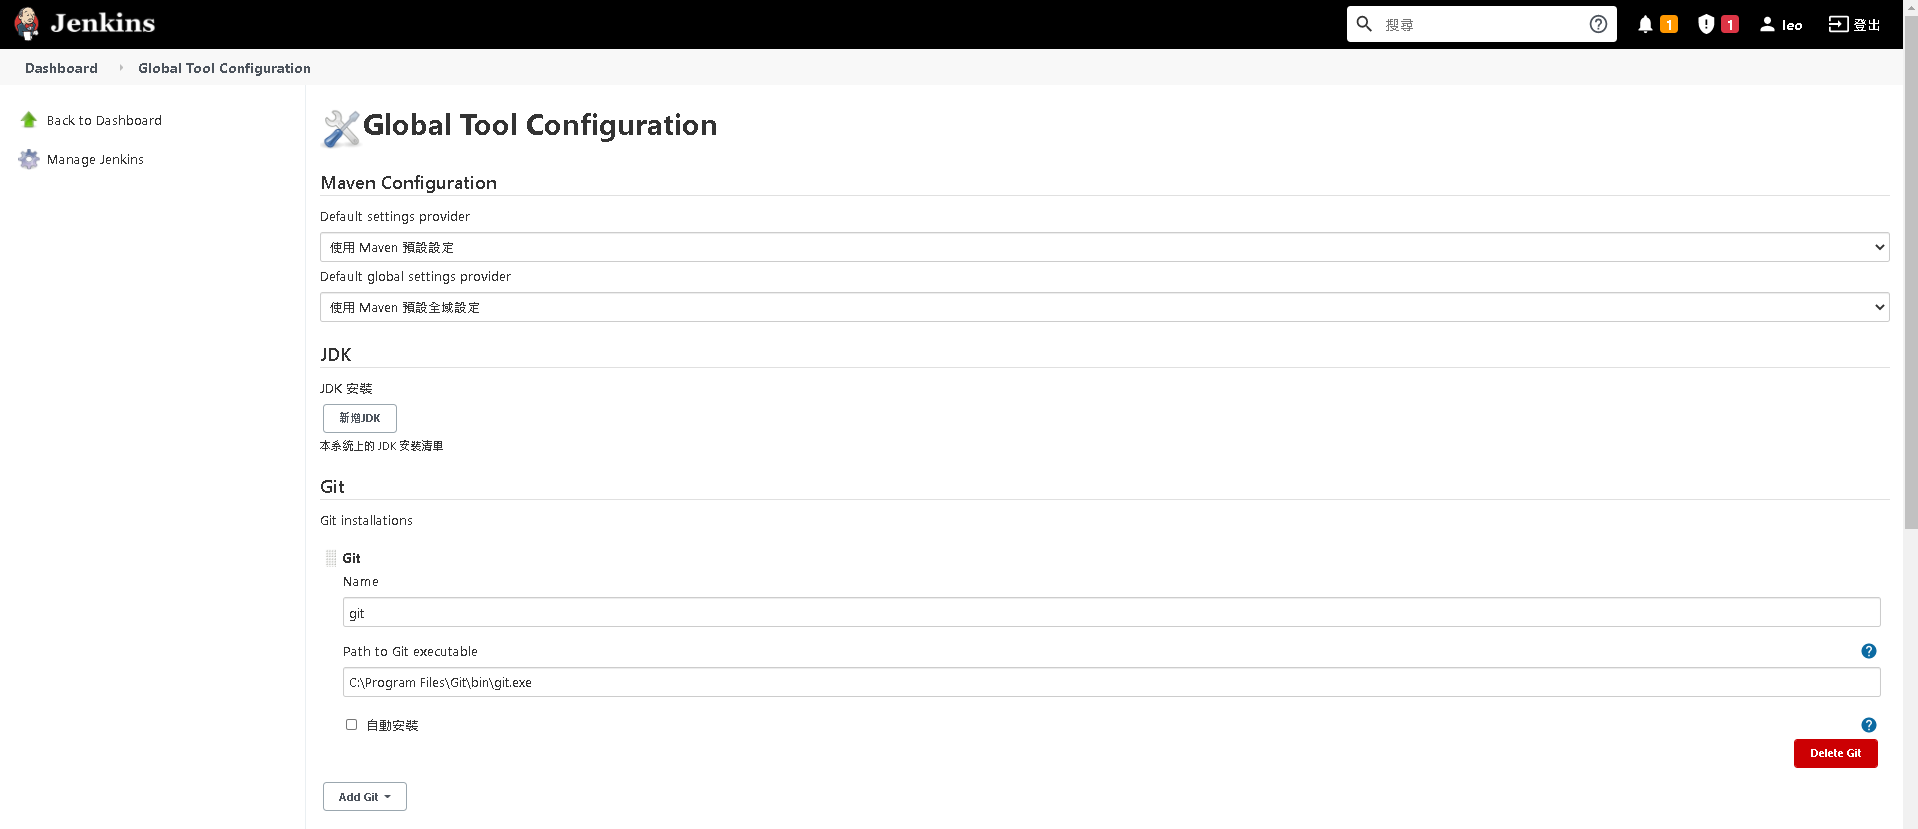 Jenkins
搜尋
1
1
leo
登出
Dashboard
Global Tool Configuration
Back to Dashboard
Manage Jenkins
Global Tool Configuration
Maven Configuration
Default settings provider
使用 Maven 預設設定
Default global settings provider
使用 Maven 預設全域設定
JDK
JDK 安裝
新增JDK
本系統上的 JDK 安裝清單
Git
Git installations
Git
Name
git
Path to Git executable
C:\Program Files\Git\bin\git.exe
自動安裝
Delete Git
Add Git